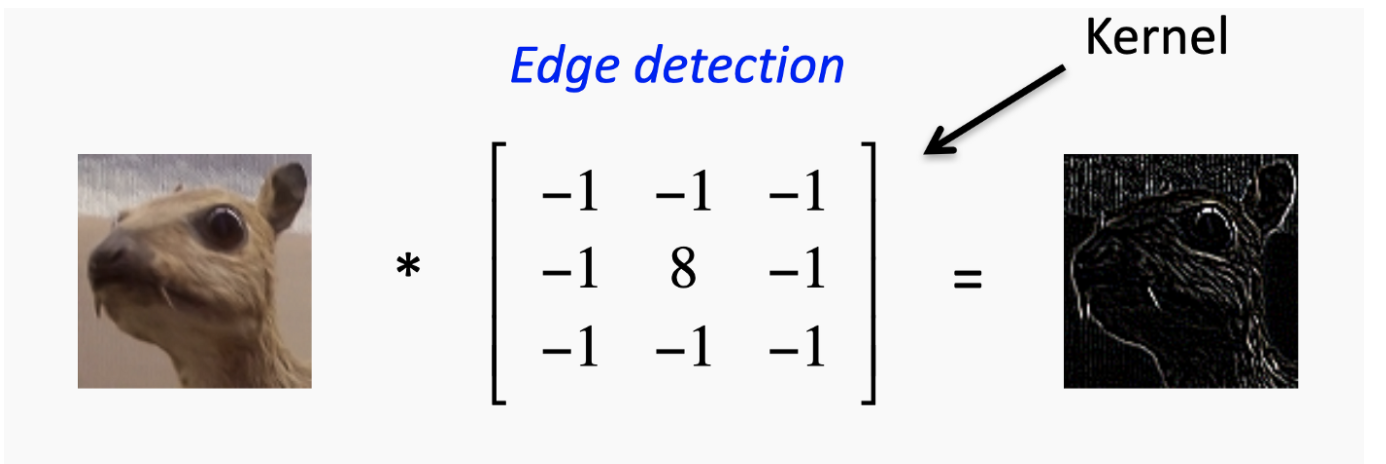 Edge detection
Kernel
−1 −1 −1
* −1 8 −1 =
−1 −1 −1